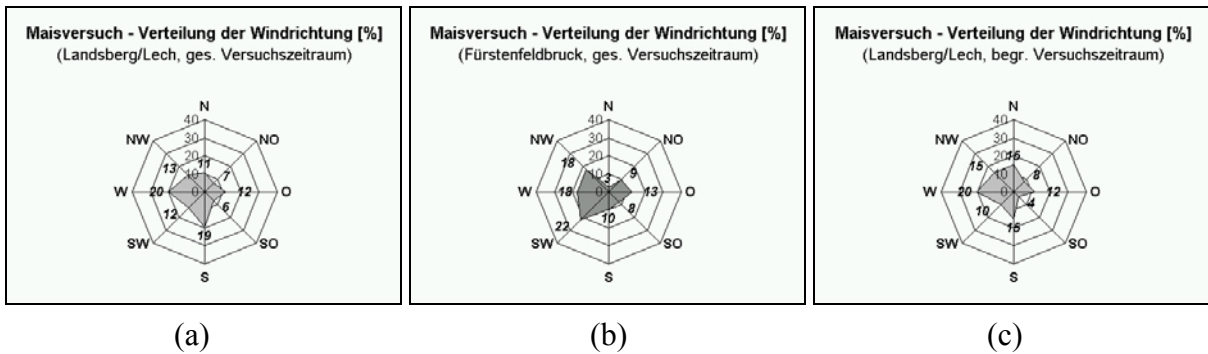 Maisversuch - Verteilung der Windrichtung [%]
(Landsberg/Lech, ges. Versuchszeitraum)
N
40
NW
30
NO
20
13
11
7
10
W
20
0
12
O
12
6
SW
19
SO
S
(a)
Maisversuch - Verteilung der Windrichtung [%]
(Fürstenfeldbruck, ges. Versuchszeitraum)
N
40
NW
30
NO
18
20
9
10
3
W
18
0
13
O
8
22
10
SW
SO
S
(b)
Maisversuch - Verteilung der Windrichtung [%]
(Landsberg/Lech, begr. Versuchszeitraum)
N
40
NW
30
NO
20
15
16
8
10
W
20
0
12
O
10
4
SW
15
SO
S
(c)